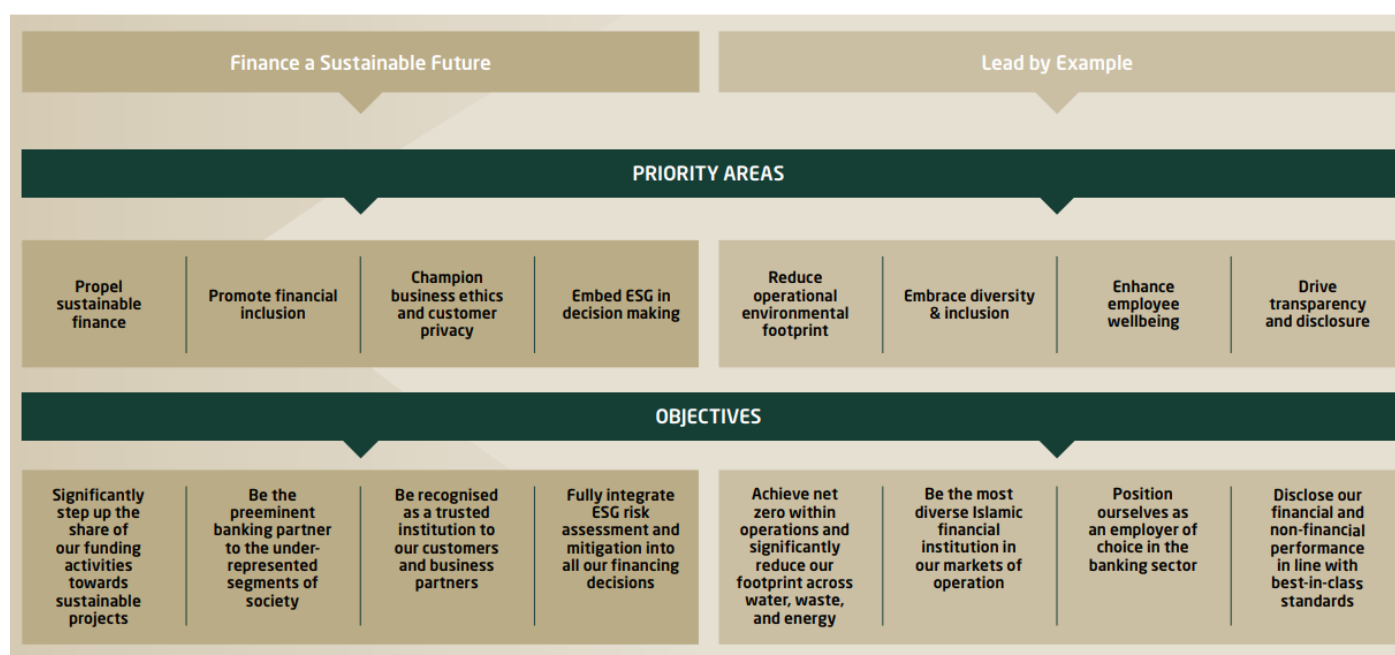 Finance a Sustainable Future
Lead by Example
PRIORITY AREAS
Propel
sustainable
finance
Promote financial
inclusion
Champion
business ethics
and customer
privacy
Embed ESG in
decision making
Reduce
operational
environmental
footprint
Embrace diversity
& inclusion
Enhance
employee
wellbeing
Drive
transparency
and disclosure
OBJECTIVES
Significantly
step up the
share of
our funding
activities
towards
sustainable
projects
Be the
preeminent
banking partner
to the under-
represented
segments of
society
Be recognised
as a trusted
institution to
our customers
and business
partners
Fully integrate
ESG risk
assessment and
mitigation into
all our financing
decisions
Achieve net
zero within
operations and
significantly
reduce our
footprint across
water, waste,
and energy
Be the most
diverse Islamic
financial
institution in
our markets of
operation
Position
ourselves as
an employer of
choice in the
banking sector
Disclose our
financial and
non-financial
performance
in line with
best-in-class
standards